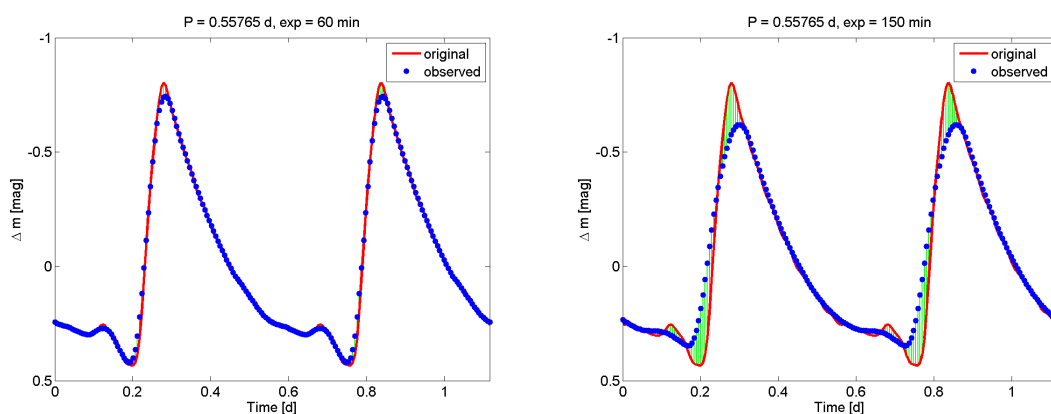 P = 0.55765 d, exp = 60 min
-1
-0.5
0
0.5
Δ m [mag]
0
0.2
0.4
0.6
0.8
1
Time [d]
original
observed
P = 0.55765 d, exp = 150 min
-1
-0.5
0
0.5
Δ m [mag]
0
0.2
0.4
0.6
0.8
1
Time [d]
original
observed